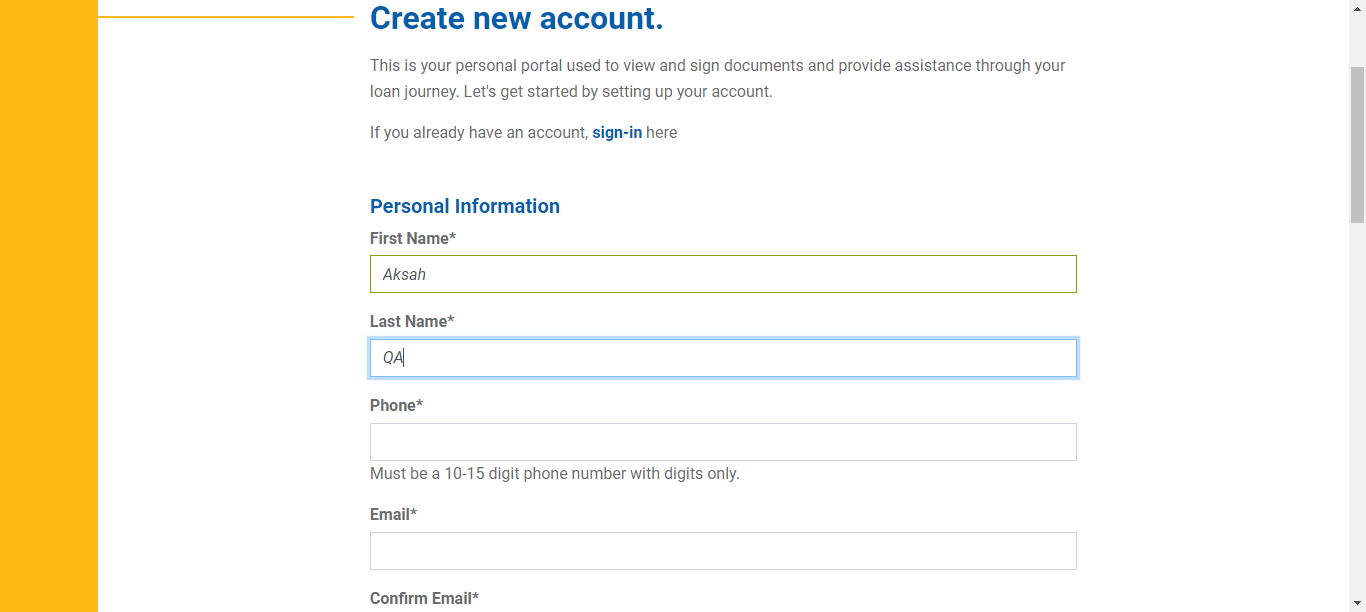 Create new account.
This is your personal portal used to view and sign documents and provide assistance through your
loan journey. Let's get started by setting up your account.
If you already have an account, sign-in here
Personal Information
First Name*
Aksah
Last Name*
QA
Phone*
Must be a 10-15 digit phone number with digits only.
Email*
Confirm Email*